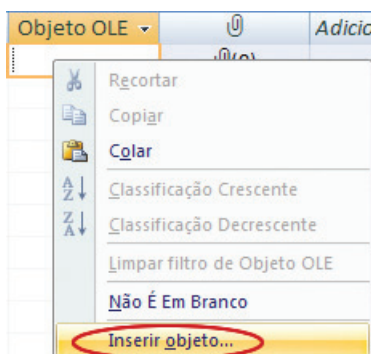 Objeto OLE Adicio
(0)
Recortar
Copiar
Colar
Classificação Crescente
Classificação Decrescente
Limpar filtro de Objeto OLE
Não É Em Branco
Inserir objeto...